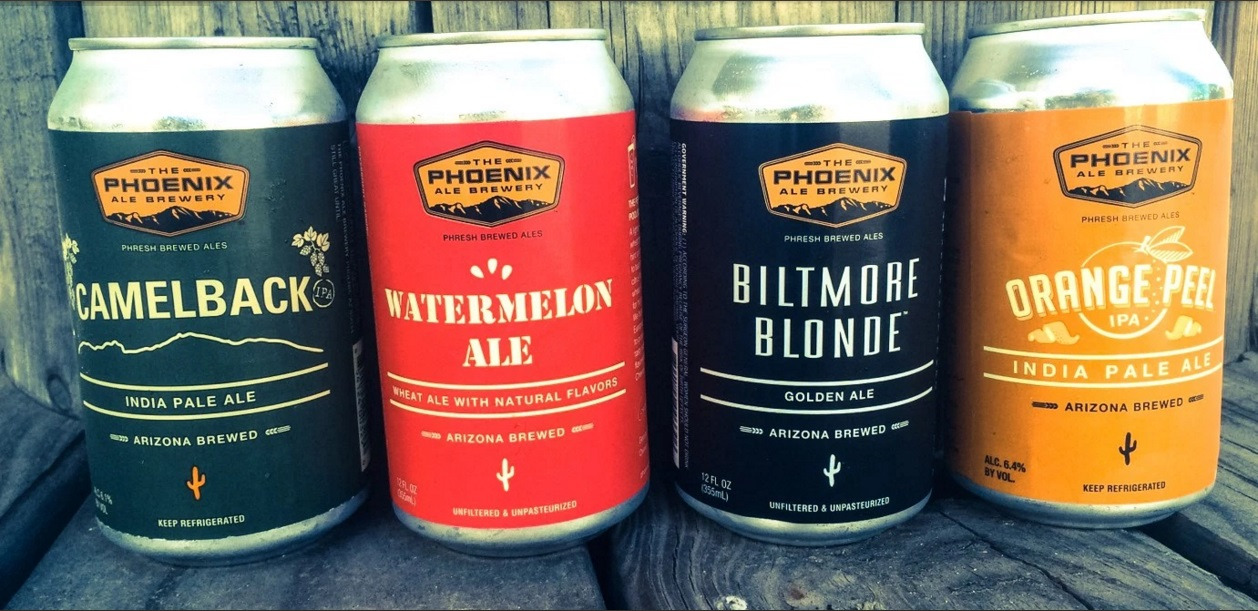 THE
PHOENIX
ALE BREWERY
PHRESH BREWED ALES
CAMELBACK
IPA
INDIA PALE ALE
ARIZONA BREWED
KEEP REFRIGERATED
THE
PHOENIX
ALE BREWERY
PHRESH BREWED ALES
WATERMELON
ALE
WHEAT ALE WITH NATURAL FLAVORS
ARIZONA BREWED
12 FL OZ
(355mL)
UNFILTERED & UNPASTEURIZED
GOVERNMENT WARNING:
THE
PHOENIX
ALE BREWERY
PHRESH BREWED ALES
BILTMORE
BLONDE™
GOLDEN ALE
ARIZONA BREWED
12 FL OZ
(355mL)
UNFILTERED & UNPASTEURIZED
THE
PHOENIX
ALE BREWERY
PHRESH BREWED ALES
ORANGE PEEL
IPA
INDIA PALE ALE
ARIZONA BREWED
ALC. 6.4%
BY VOL.
KEEP REFRIGERATED